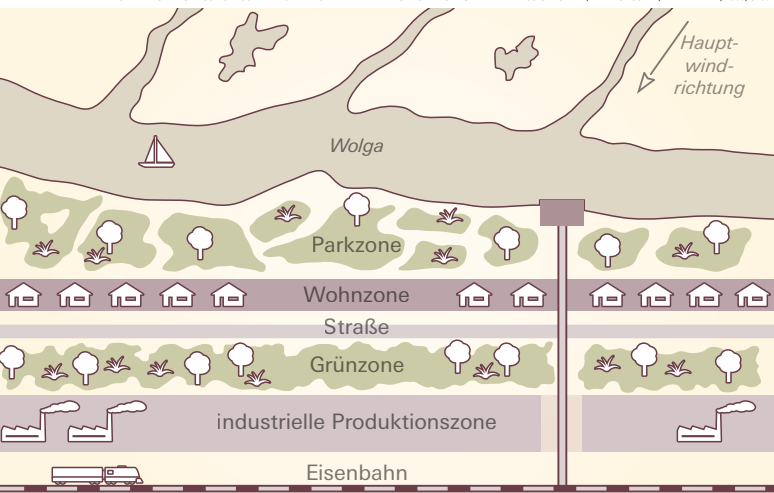 Haupt-
wind-
richtung
Wolga
Parkzone
Wohnzone
Straße
Grünzone
industrielle Produktionszone
Eisenbahn